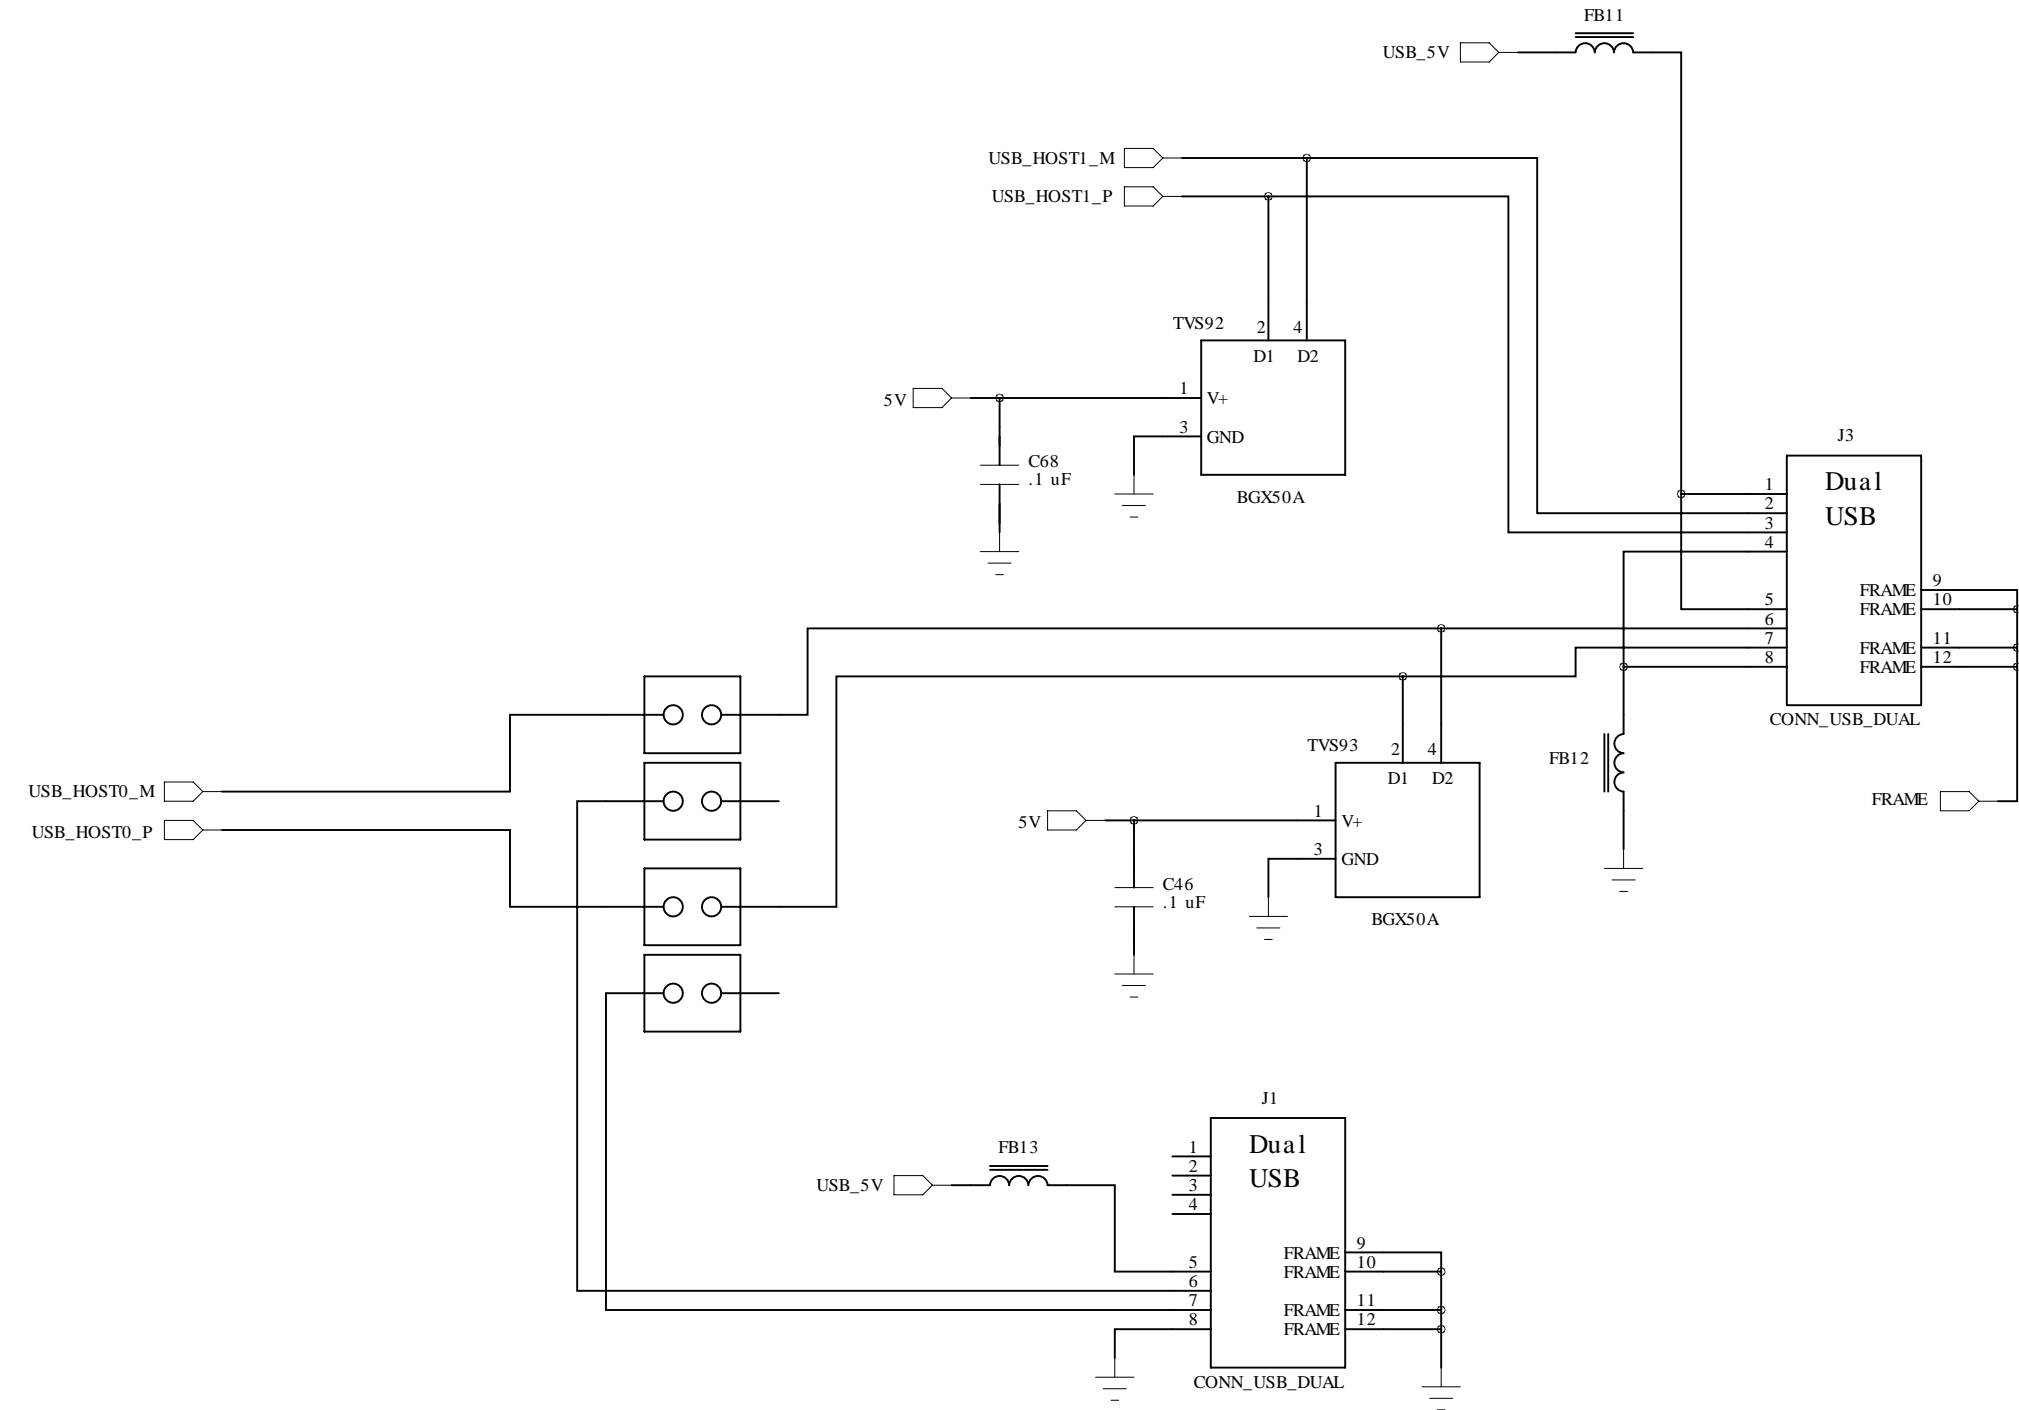 FB11
USB_5V
USB_HOST1_M
USB_HOST1_P
TVS92
2
4
D1
D2
5V
1
V+
3
GND
C68
.1 uF
BGX50A
J3
Dual
USB
1
2
3
4
5
6
7
8
FRAME
9
FRAME
10
FRAME
11
FRAME
12
CONN_USB_DUAL
FB12
FRAME
USB_HOST0_M
USB_HOST0_P
TVS93
2
4
D1
D2
5V
1
V+
3
GND
C46
.1 uF
BGX50A
J1
Dual
USB
FB13
USB_5V
1
2
3
4
5
6
7
8
FRAME
9
FRAME
10
FRAME
11
FRAME
12
CONN_USB_DUAL